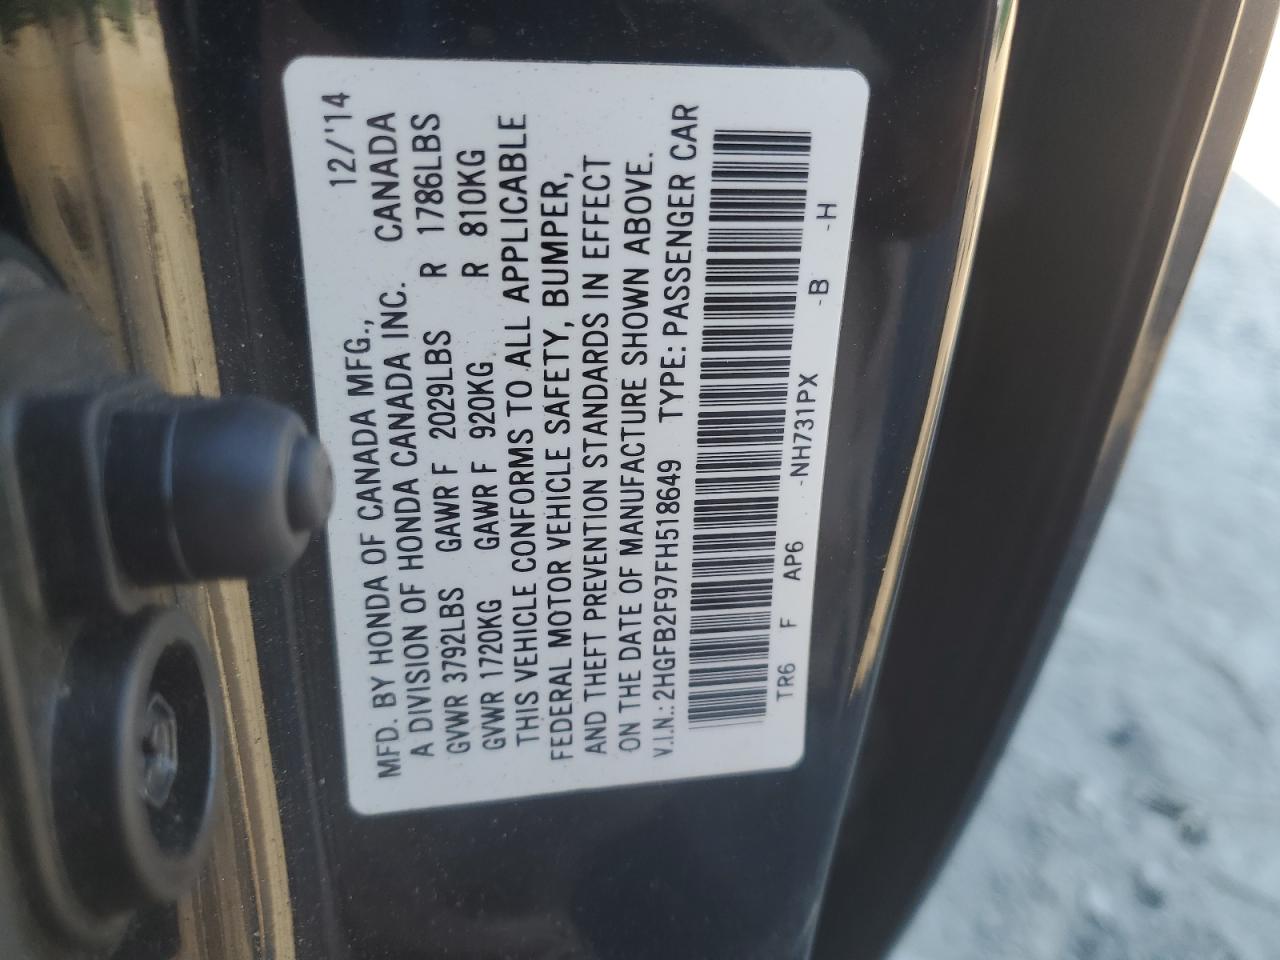 MFD. BY HONDA OF CANADA MFG., 12/'14
A DIVISION OF HONDA CANADA INC. CANADA
GVWR 3792LBS GAWR F 2029LBS R 1786LBS
GVWR 1720KG GAWR F 920KG R 810KG
THIS VEHICLE CONFORMS TO ALL APPLICABLE
FEDERAL MOTOR VEHICLE SAFETY, BUMPER,
AND THEFT PREVENTION STANDARDS IN EFFECT
ON THE DATE OF MANUFACTURE SHOWN ABOVE.
V.I.N.: 2HGFB2F97FH518649 TYPE: PASSENGER CAR
TR6 F AP6 -NH731PX -B -H